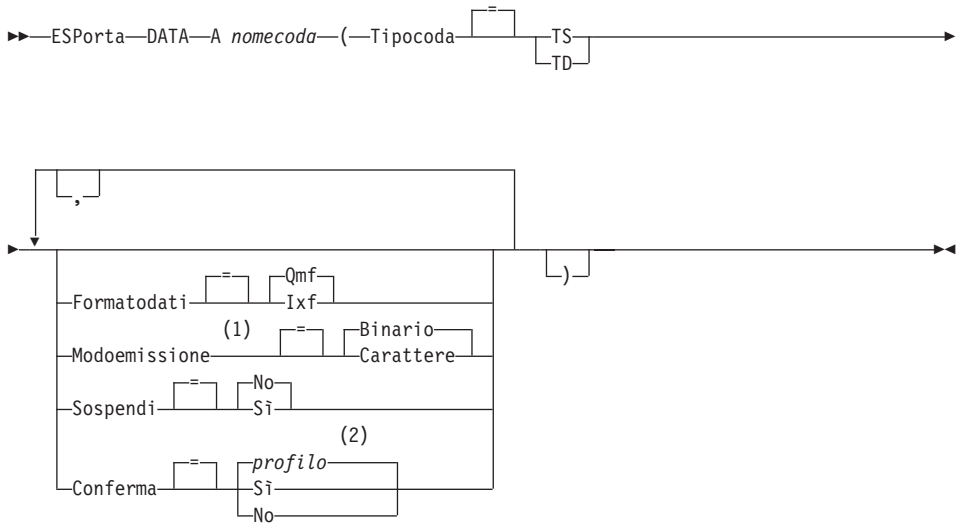 ESPorta DATA A nomecoda ( Tipocoda = TS
TD
,
)
Formatodati = Qmf
Ixf
(1)
Modoemissione = Binario
Carattere
Sospendi = No
Sì
(2)
Conferma = profilo
Sì
No